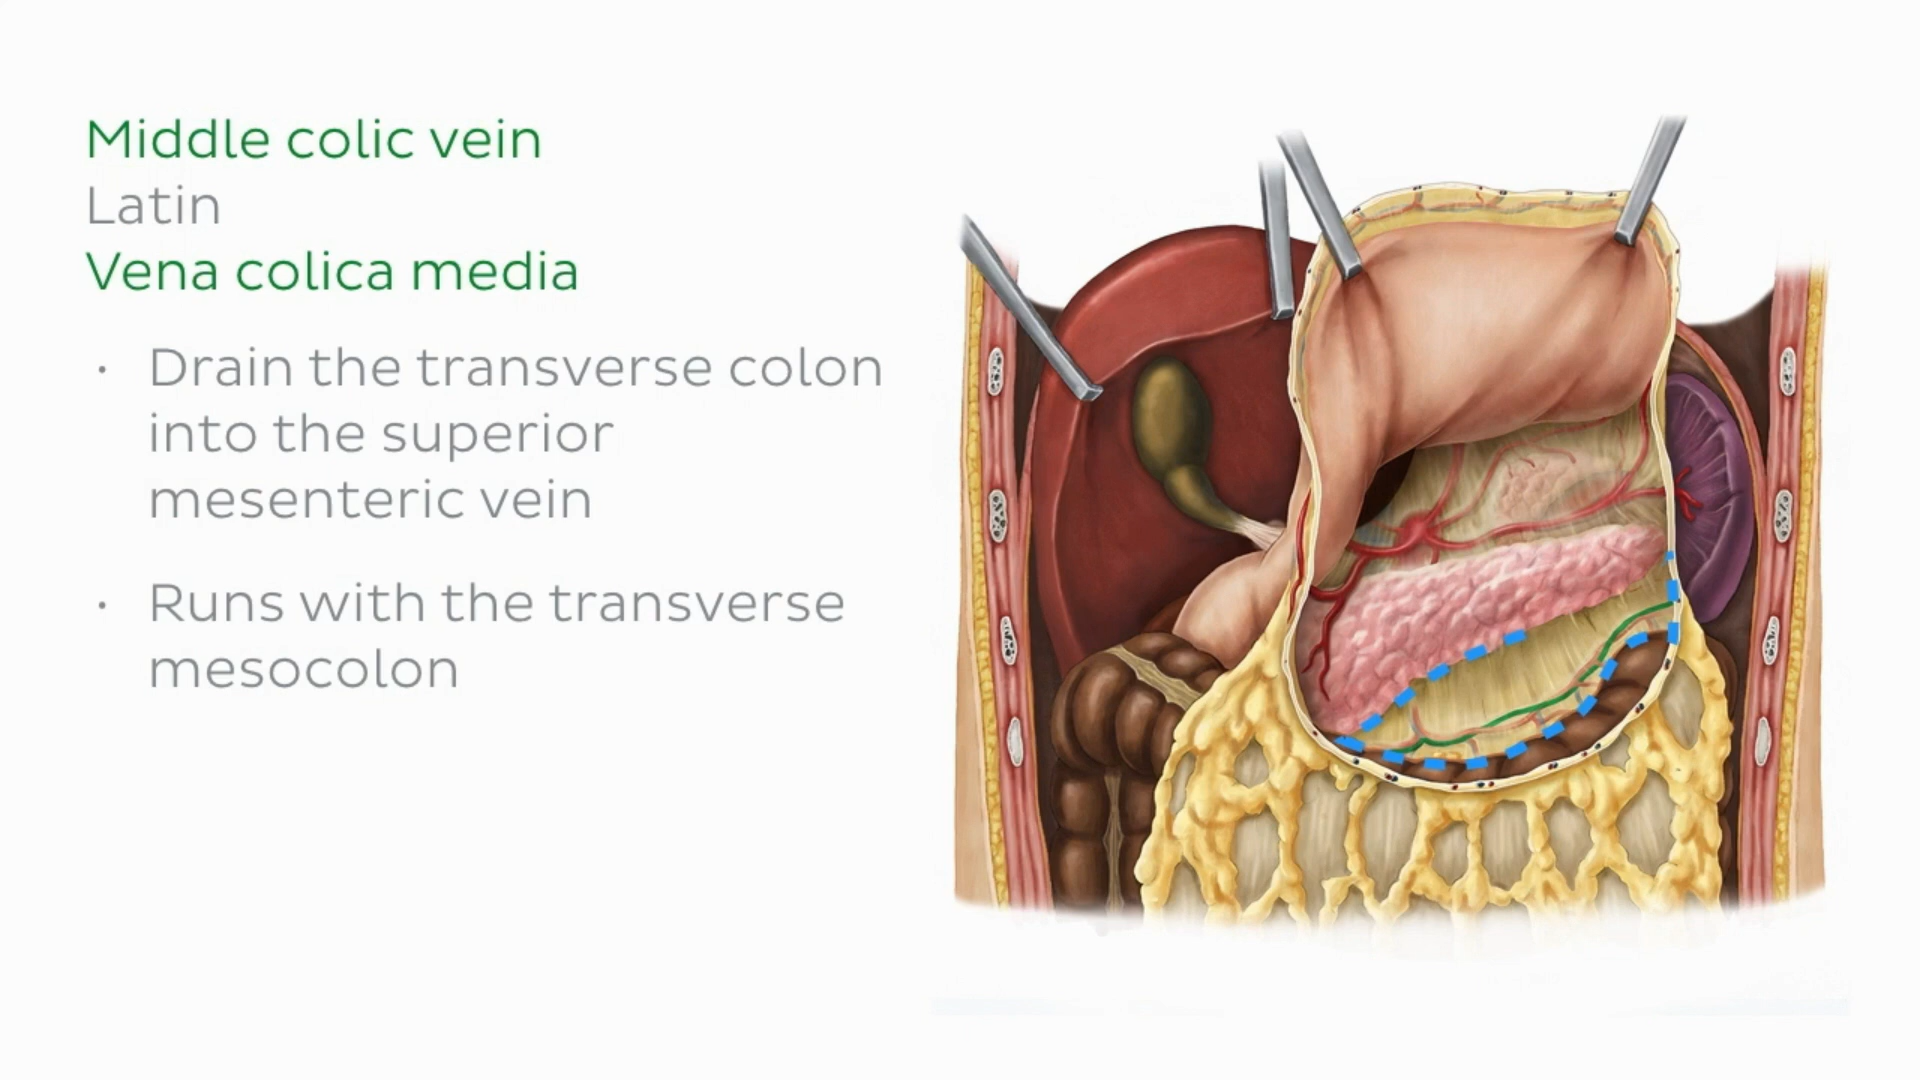 Middle colic vein
Latin
Vena colica media
· Drain the transverse colon
into the superior
mesenteric vein
· Runs with the transverse
mesocolon